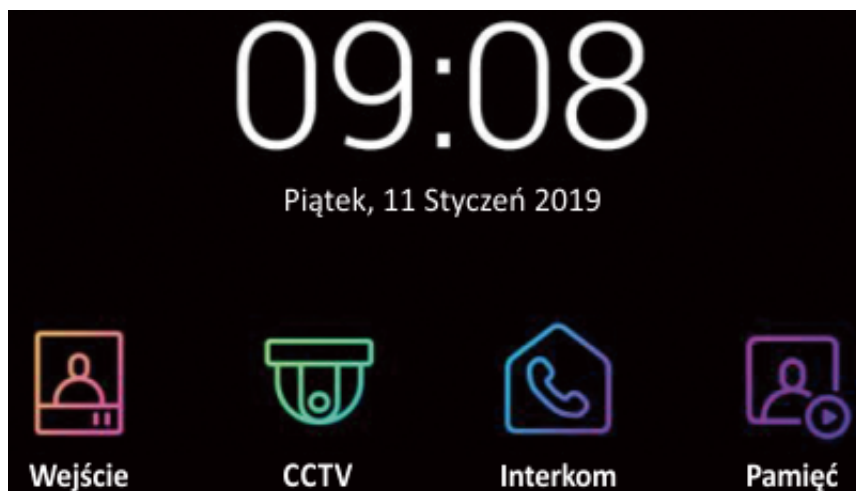 09:08
Piątek, 11 Styczeń 2019
Wejście CCTV Interkom Pamięć